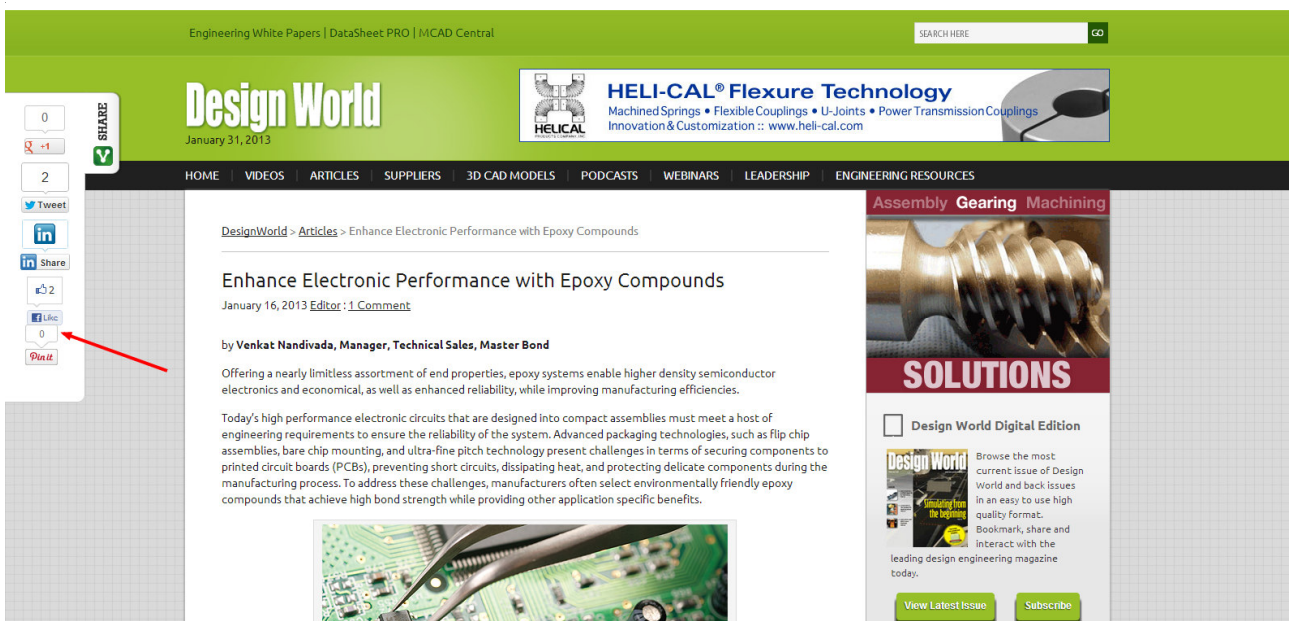 Engineering White Papers | DataSheet PRO | MCAD Central
SEARCH HERE
GO
Design World
January 31, 2013
HELICAL
HELI-CAL® Flexure Technology
Machined Springs • Flexible Couplings • U-Joints • Power Transmission Couplings
Innovation & Customization :: www.heli-cal.com
HOME | VIDEOS | ARTICLES | SUPPLIERS | 3D CAD MODELS | PODCASTS | WEBINARS | LEADERSHIP | ENGINEERING RESOURCES
SHARE
0
g +1
2
Tweet
in
in Share
2
Like
0
Pin it
DesignWorld > Articles > Enhance Electronic Performance with Epoxy Compounds
Enhance Electronic Performance with Epoxy Compounds
January 16, 2013 Editor : 1 Comment
by Venkat Nandivada, Manager, Technical Sales, Master Bond
Offering a nearly limitless assortment of end properties, epoxy systems enable higher density semiconductor
electronics and economical, as well as enhanced reliability, while improving manufacturing efficiencies.
Today's high performance electronic circuits that are designed into compact assemblies must meet a host of
engineering requirements to ensure the reliability of the system. Advanced packaging technologies, such as flip chip
assemblies, bare chip mounting, and ultra-fine pitch technology present challenges in terms of securing components to
printed circuit boards (PCBs), preventing short circuits, dissipating heat, and protecting delicate components during the
manufacturing process. To address these challenges, manufacturers often select environmentally friendly epoxy
compounds that achieve high bond strength while providing other application specific benefits.
Assembly Gearing Machining
SOLUTIONS
Design World Digital Edition
Design World
Simulating from
the beginning
Browse the most
current issue of Design
World and back issues
in an easy to use high
quality format.
Bookmark, share and
interact with the
leading design engineering magazine
today.
View Latest Issue
Subscribe